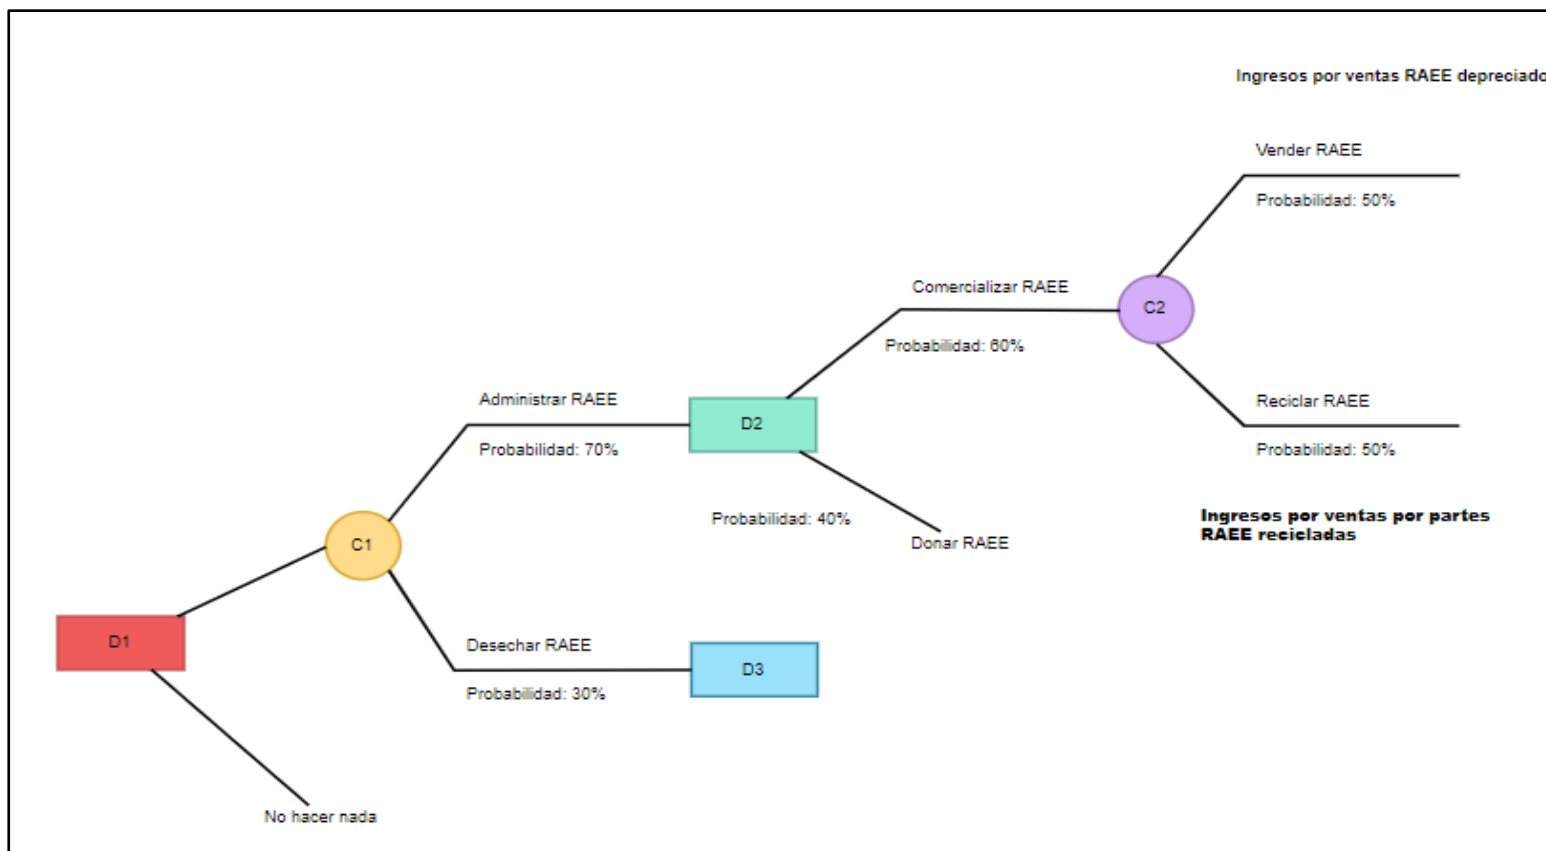 Ingresos por ventas RAEE depreciado
Vender RAEE
Probabilidad: 50%
Comercializar RAEE
C2
Probabilidad: 60%
Administrar RAEE
Reciclar RAEE
D2
Probabilidad: 70%
Probabilidad: 50%
Probabilidad: 40%
Ingresos por ventas por partes
RAEE recicladas
C1
Donar RAEE
D1
Desechar RAEE
D3
Probabilidad: 30%
No hacer nada